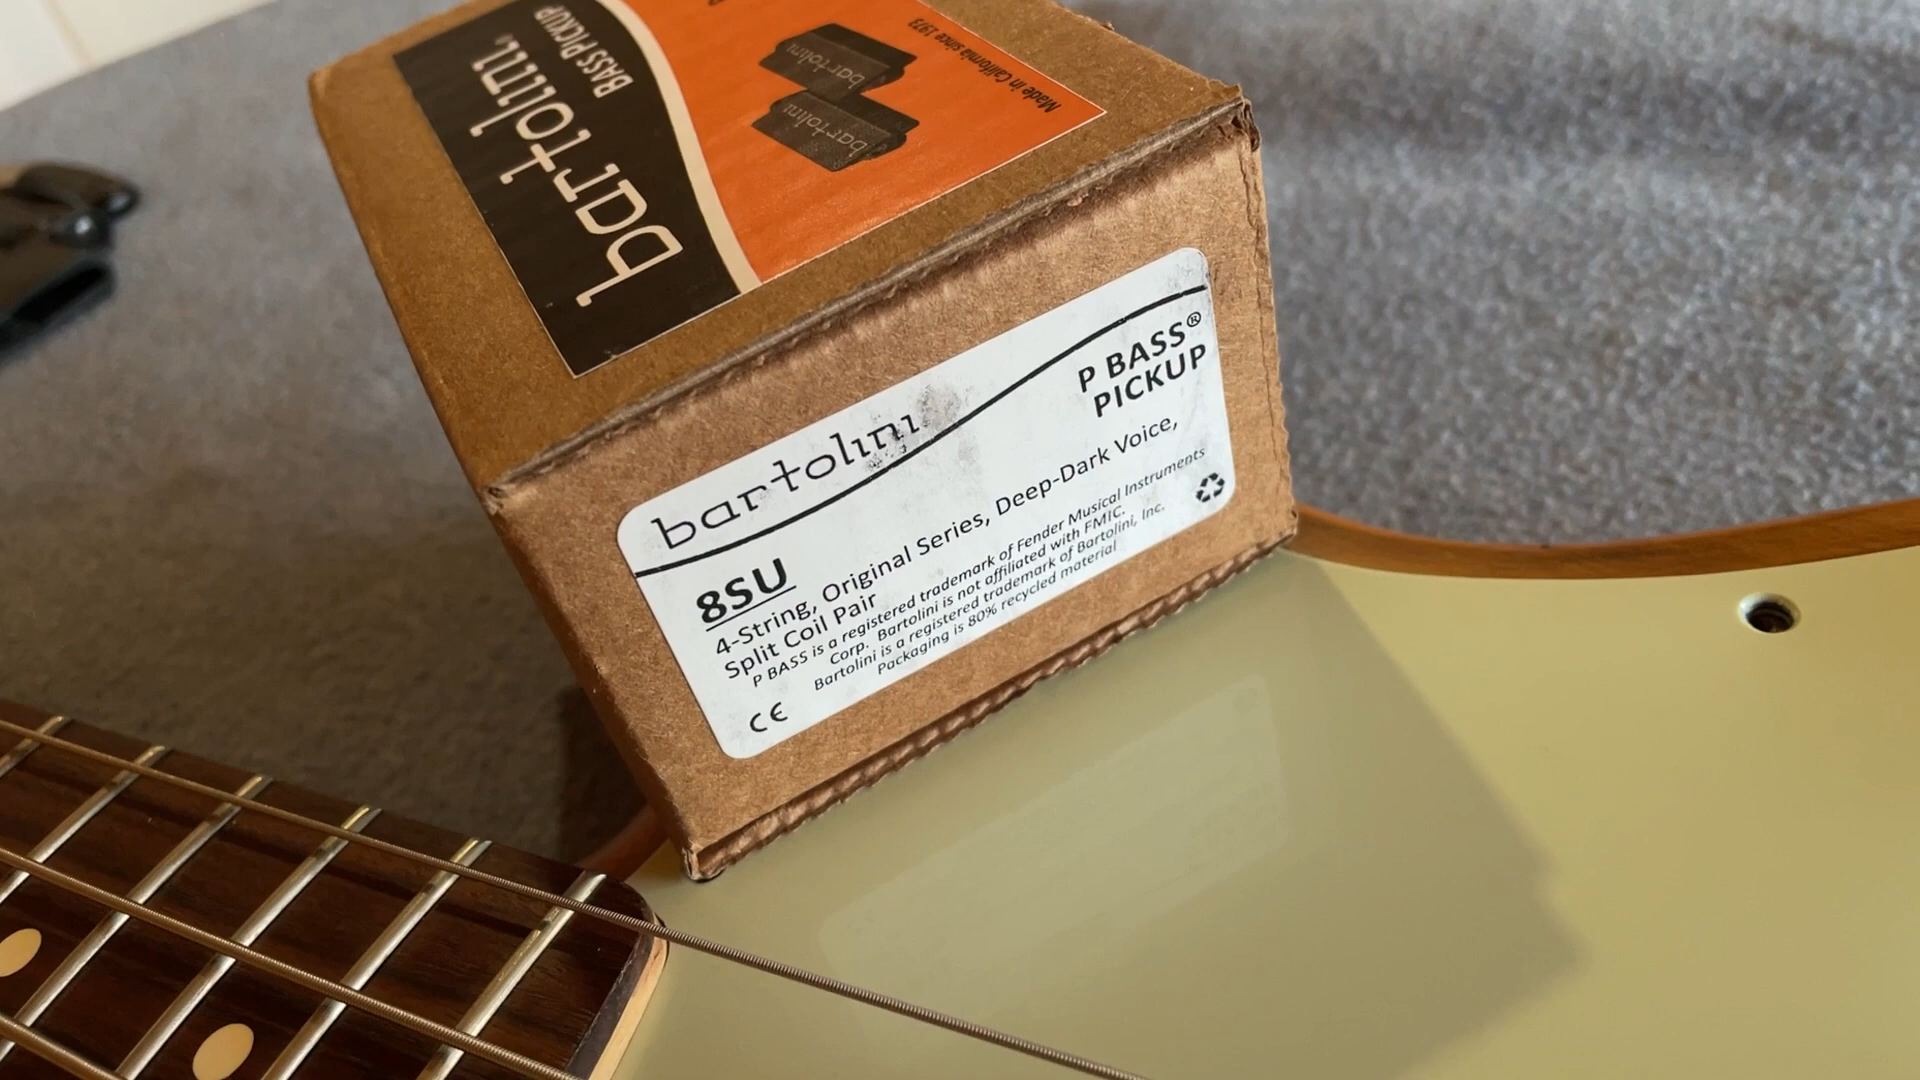 bartolini
BASS PICKUP
bartolini
bartolini
bartolini
bartolini
Made in California since 1973
bartolini
P BASS®
PICKUP
8SU
4-String, Original Series, Deep-Dark Voice,
Split Coil Pair
P BASS is a registered trademark of Fender Musical Instruments
Corp. Bartolini is not affiliated with FMIC.
Bartolini is a registered trademark of Bartolini, Inc.
Packaging is 80% recycled material
CE